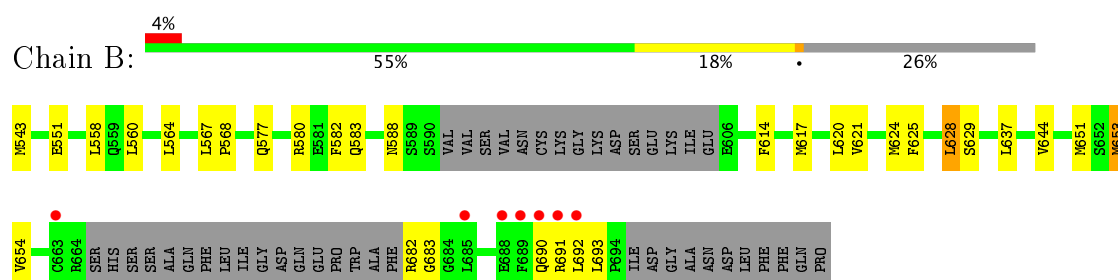 4%
Chain B:
55% 18% • 26%
M543 E551 L558 Q559 L560 L564 L567 P568 Q577 R580 E581 F582 Q583 N588 S589 S590 VAL VAL SER VAL ASN CYS LYS GLY LYS ASP SER GLU LYS ILE GLU E606 F614 M617 L620 V621 M624 F625 L628 S629 L637 V644 M651 S652 M653
V654 C663 R664 SER HIS SER SER ALA GLN PHE LEU ILE GLY ASP GLN GLU PRO TRP ALA PHE R682 G683 G684 L685 E688 F689 Q690 R691 L692 L693 P694 ILE ASP GLY ALA ASN ASP LEU PHE PHE GLN PRO